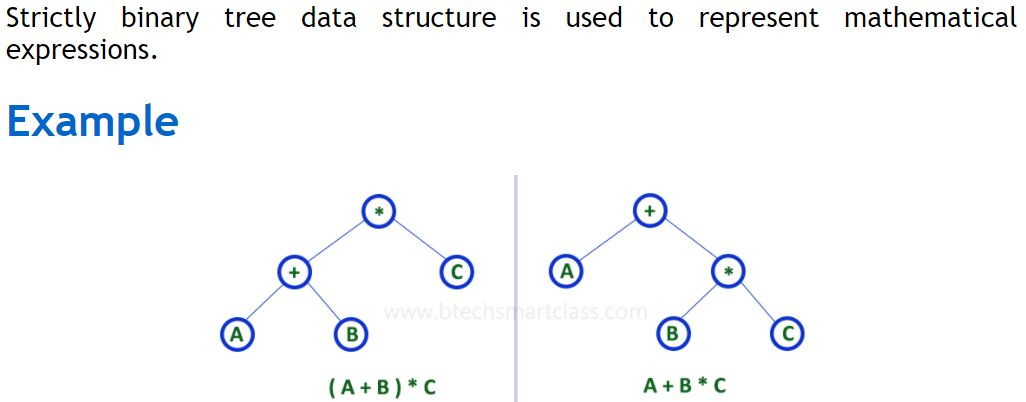 Strictly binary tree data structure is used to represent mathematical
expressions.
Example
*
+
C
A
B
( A + B ) * C
+
A
*
B
C
A + B * C
www.btechsmartclass.com